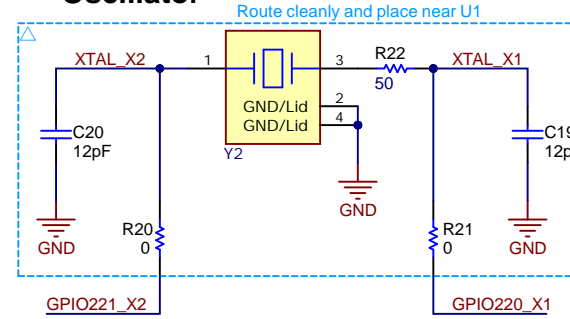 Oscillator
Route cleanly and place near U1
XTAL_X2
1
3
R22
50
XTAL_X1
GND/Lid
2
GND/Lid
4
Y2
C20
12pF
C19
12p
GND
R20
0
R21
0
GND
GND
GPIO221_X2
GPIO220_X1